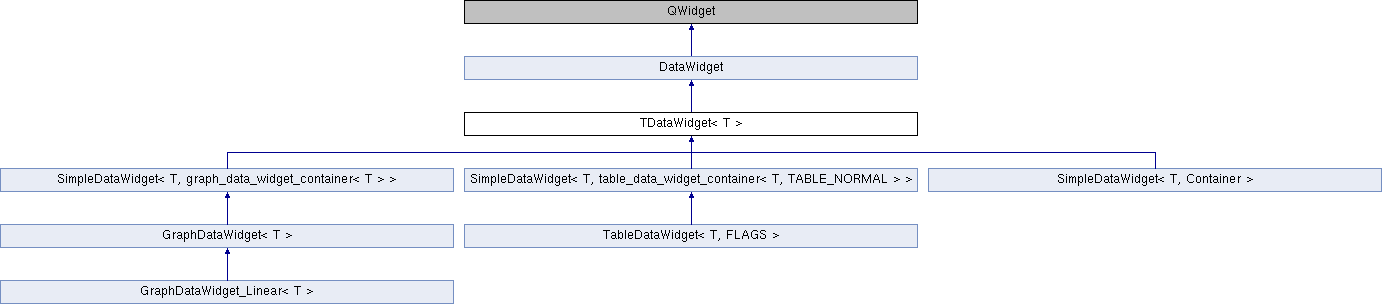 QWidget
DataWidget
TDataWidget< T >
SimpleDataWidget< T, graph_data_widget_container< T > >
SimpleDataWidget< T, table_data_widget_container< T, TABLE_NORMAL > >
SimpleDataWidget< T, Container >
GraphDataWidget< T >
TableDataWidget< T, FLAGS >
GraphDataWidget_Linear< T >